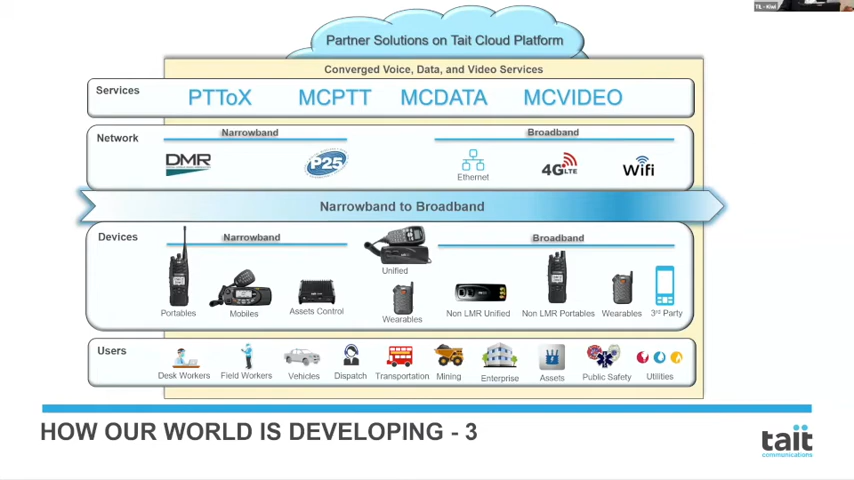 TIL - Kiwi
Partner Solutions on Tait Cloud Platform
Converged Voice, Data, and Video Services
Services
PTToX MCPTT MCDATA MCVIDEO
Network
Narrowband Broadband
DMR P25 Ethernet 4G LTE Wifi
Narrowband to Broadband
Devices
Narrowband Broadband
Unified
Portables Mobiles Assets Control Wearables Non LMR Unified Non LMR Portables Wearables 3rd Party
Users
Desk Workers Field Workers Vehicles Dispatch Transportation Mining Enterprise Assets Public Safety Utilities
HOW OUR WORLD IS DEVELOPING - 3
tait
communications